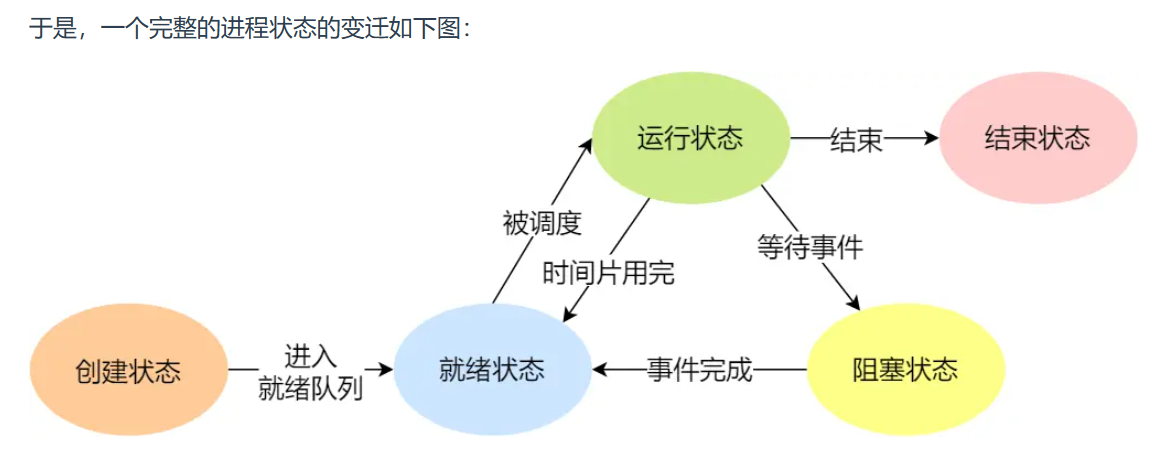 于是，一个完整的进程状态的变迁如下图：
运行状态
结束
结束状态
被调度
时间片用完
等待事件
创建状态
进入
就绪队列
就绪状态
事件完成
阻塞状态